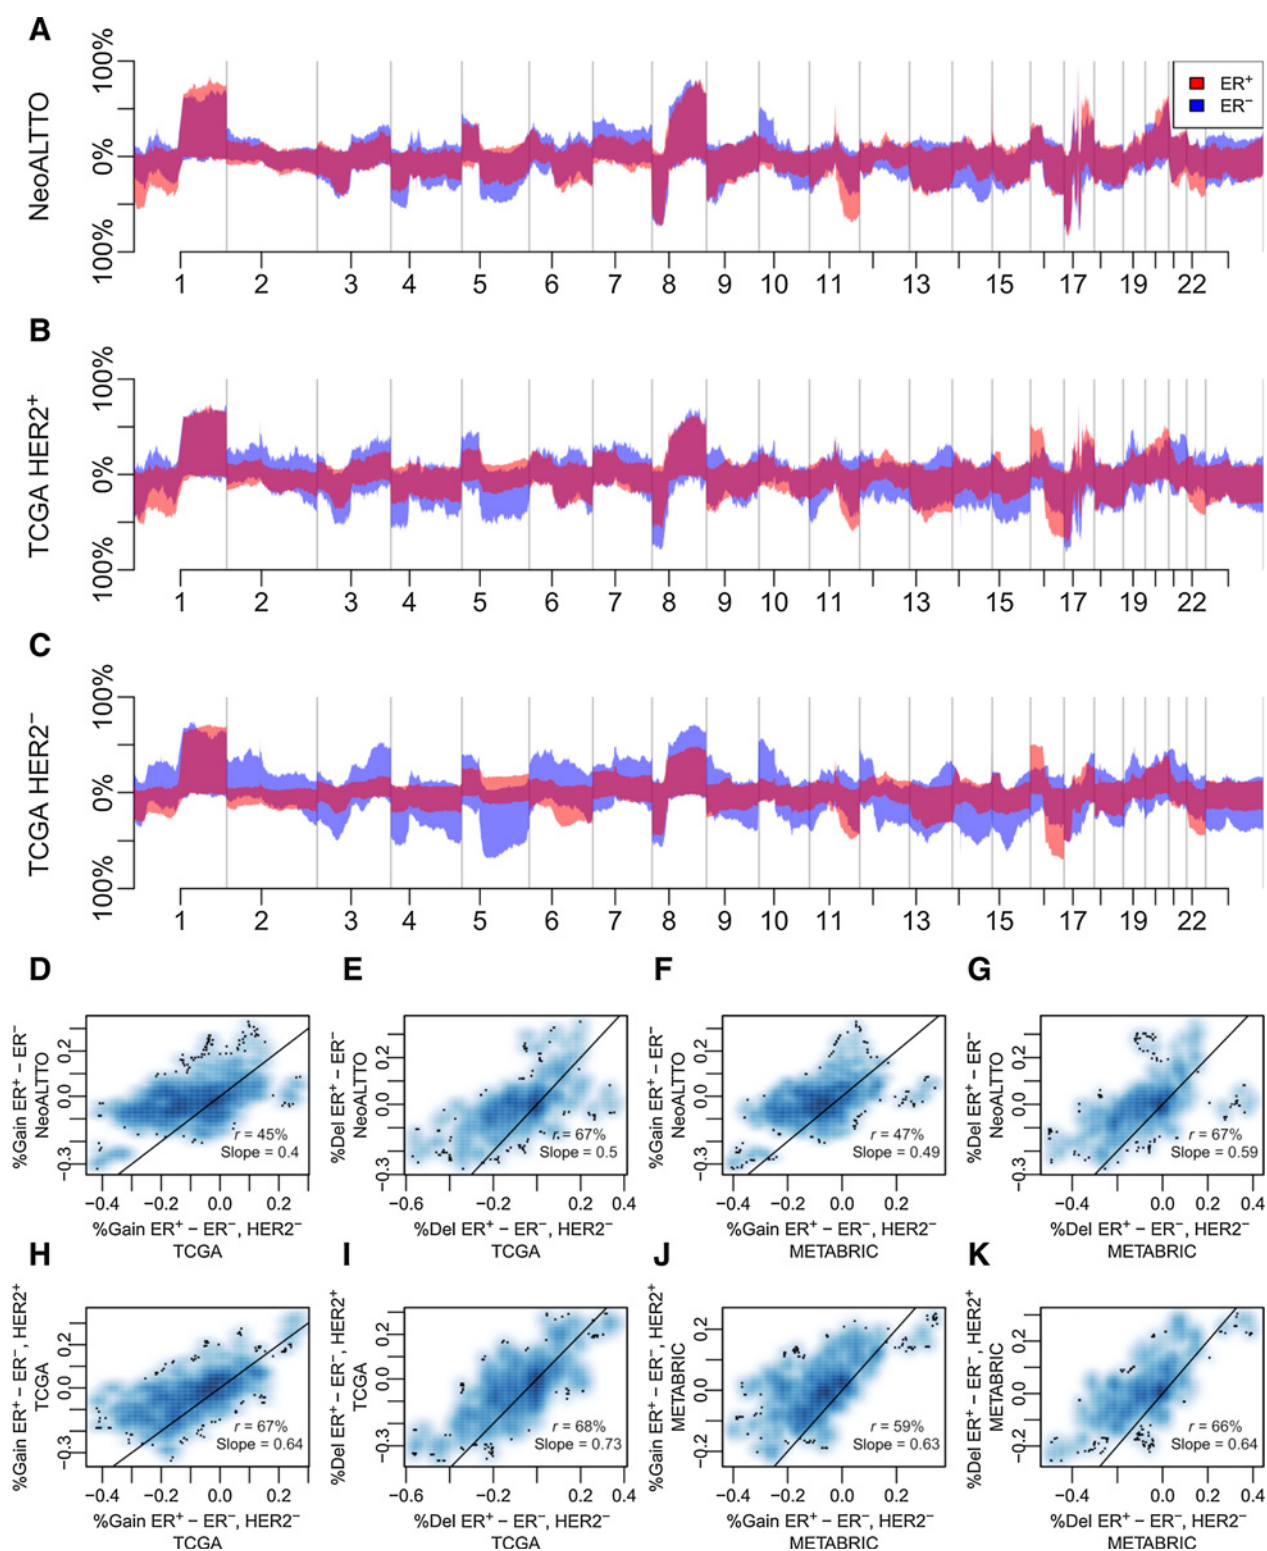 A
NeoALTTO
100%
0%
100%
ER⁺
ER⁻
1 2 3 4 5 6 7 8 9 10 11 13 15 17 19 22
B
TCGA HER2⁺
100%
0%
100%
1 2 3 4 5 6 7 8 9 10 11 13 15 17 19 22
C
TCGA HER2⁻
100%
0%
100%
1 2 3 4 5 6 7 8 9 10 11 13 15 17 19 22
D
%Gain ER⁺ − ER⁻
NeoALTTO
0.2
0.0
−0.3
r = 45%
Slope = 0.4
−0.4 −0.2 0.0 0.2
%Gain ER⁺ − ER⁻, HER2⁻
TCGA
E
%Del ER⁺ − ER⁻
NeoALTTO
0.2
0.0
−0.3
r = 67%
Slope = 0.5
−0.6 −0.2 0.0 0.2 0.4
%Del ER⁺ − ER⁻, HER2⁻
TCGA
F
%Gain ER⁺ − ER⁻
NeoALTTO
0.2
0.0
−0.3
r = 47%
Slope = 0.49
−0.4 −0.2 0.0 0.2
%Gain ER⁺ − ER⁻, HER2⁻
METABRIC
G
%Del ER⁺ − ER⁻
NeoALTTO
0.2
0.0
−0.3
r = 67%
Slope = 0.59
−0.4 0.0 0.2 0.4
%Del ER⁺ − ER⁻, HER2⁻
METABRIC
H
%Gain ER⁺ − ER⁻, HER2⁺
TCGA
0.2
0.0
−0.3
r = 67%
Slope = 0.64
−0.4 −0.2 0.0 0.2
%Gain ER⁺ − ER⁻, HER2⁻
TCGA
I
%Del ER⁺ − ER⁻, HER2⁺
TCGA
0.2
0.0
−0.3
r = 68%
Slope = 0.73
−0.6 −0.2 0.0 0.2 0.4
%Del ER⁺ − ER⁻, HER2⁻
TCGA
J
%Gain ER⁺ − ER⁻, HER2⁺
METABRIC
0.2
0.0
−0.2
r = 59%
Slope = 0.63
−0.4 −0.2 0.0 0.2
%Gain ER⁺ − ER⁻, HER2⁻
METABRIC
K
%Del ER⁺ − ER⁻, HER2⁺
METABRIC
0.2
0.0
−0.2
r = 66%
Slope = 0.64
−0.4 0.0 0.2 0.4
%Del ER⁺ − ER⁻, HER2⁻
METABRIC